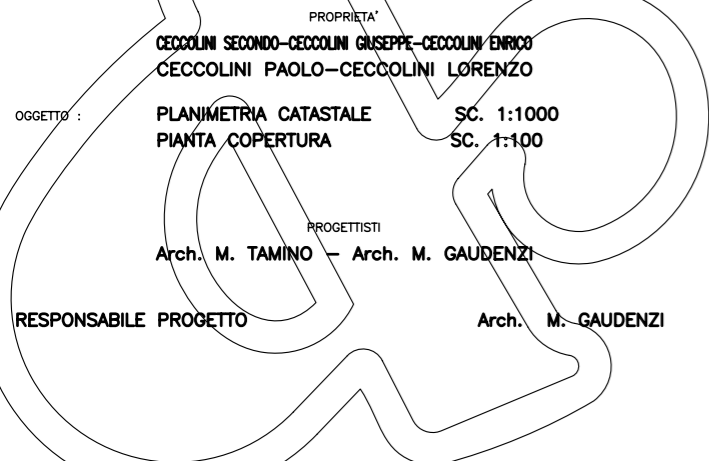 PROPRIETA'
CECCOLINI SECONDO-CECCOLINI GIUSEPPE-CECCOLINI ENRICO
CECCOLINI PAOLO-CECCOLINI LORENZO
OGGETTO : PLANIMETRIA CATASTALE SC. 1:1000
PIANTA COPERTURA SC. 1:100
PROGETTISTI
Arch. M. TAMINO - Arch. M. GAUDENZI
RESPONSABILE PROGETTO Arch. M. GAUDENZI